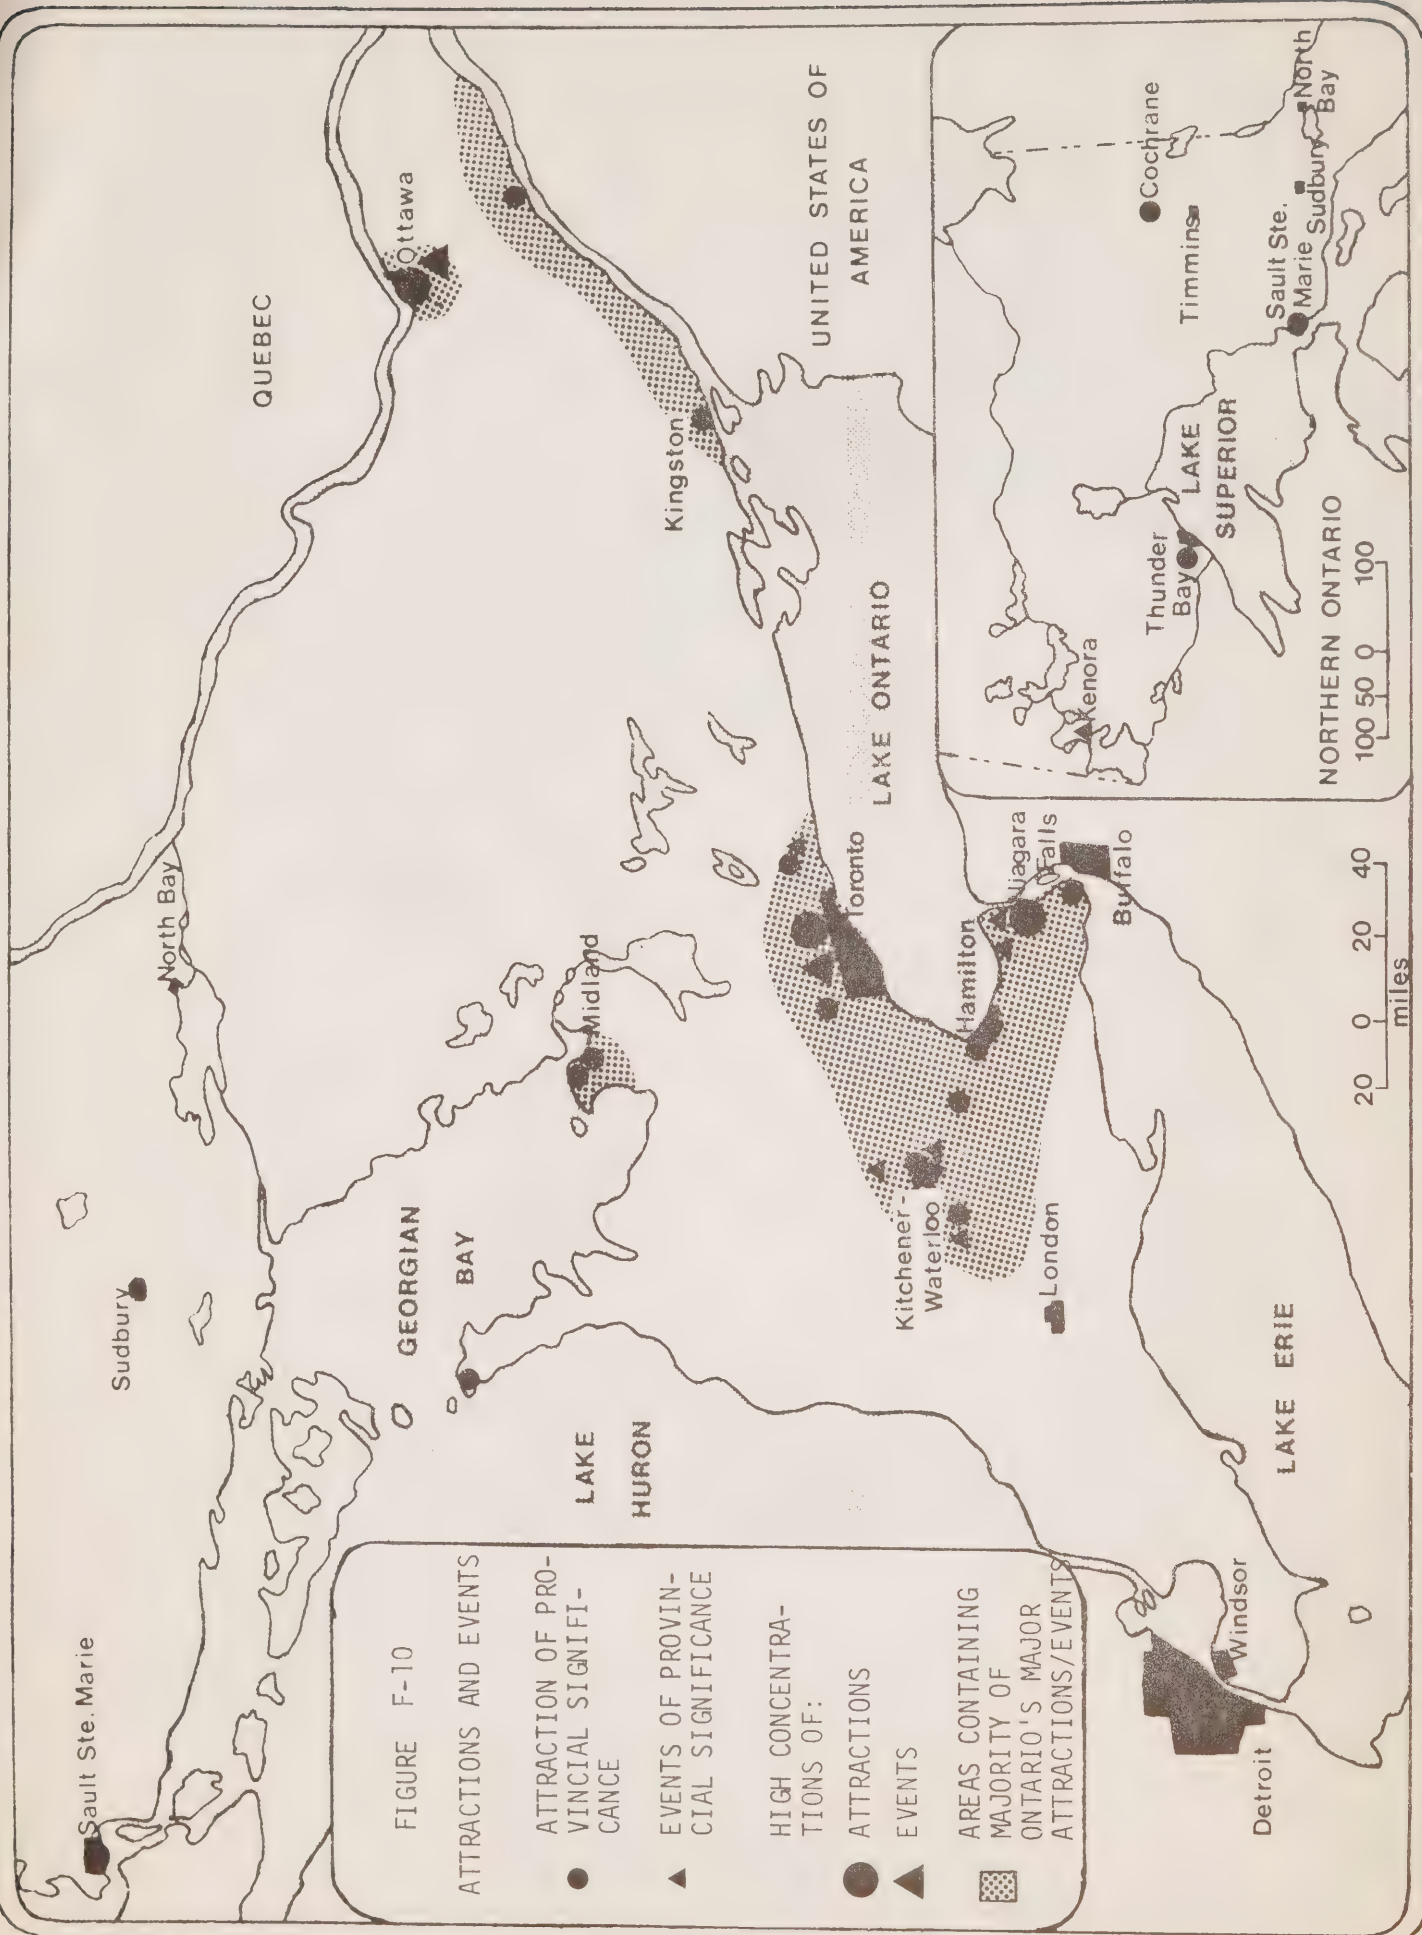 FIGURE F-10
ATTRACTIONS AND EVENTS
ATTRACTION OF PRO-
VINCIAL SIGNIFI-
CANCE
EVENTS OF PROVIN-
CIAL SIGNIFICANCE
HIGH CONCENTRA-
TIONS OF:
ATTRACTIONS
EVENTS
AREAS CONTAINING
MAJORITY OF
ONTARIO'S MAJOR
ATTRACTIONS/EVENTS
Sault Ste. Marie
Sudbury
North Bay
QUEBEC
Ottawa
GEORGIAN
BAY
Midland
Kingston
LAKE
HURON
UNITED STATES OF
AMERICA
Toronto
LAKE ONTARIO
Kitchener-
Waterloo
Hamilton
London
iagara
Falls
Buffalo
LAKE ERIE
Windsor
Detroit
20 0 20 40
miles
Cochrane
Timmins
Kenora
Thunder
Bay
LAKE
SUPERIOR
Sault Ste.
Marie
Sudbury
North
Bay
NORTHERN ONTARIO
100 50 0 100